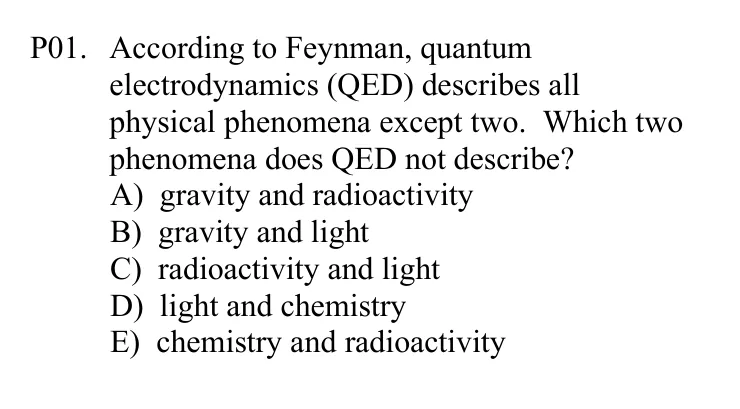 P01. According to Feynman, quantum
electrodynamics (QED) describes all
physical phenomena except two. Which two
phenomena does QED not describe?
A) gravity and radioactivity
B) gravity and light
C) radioactivity and light
D) light and chemistry
E) chemistry and radioactivity